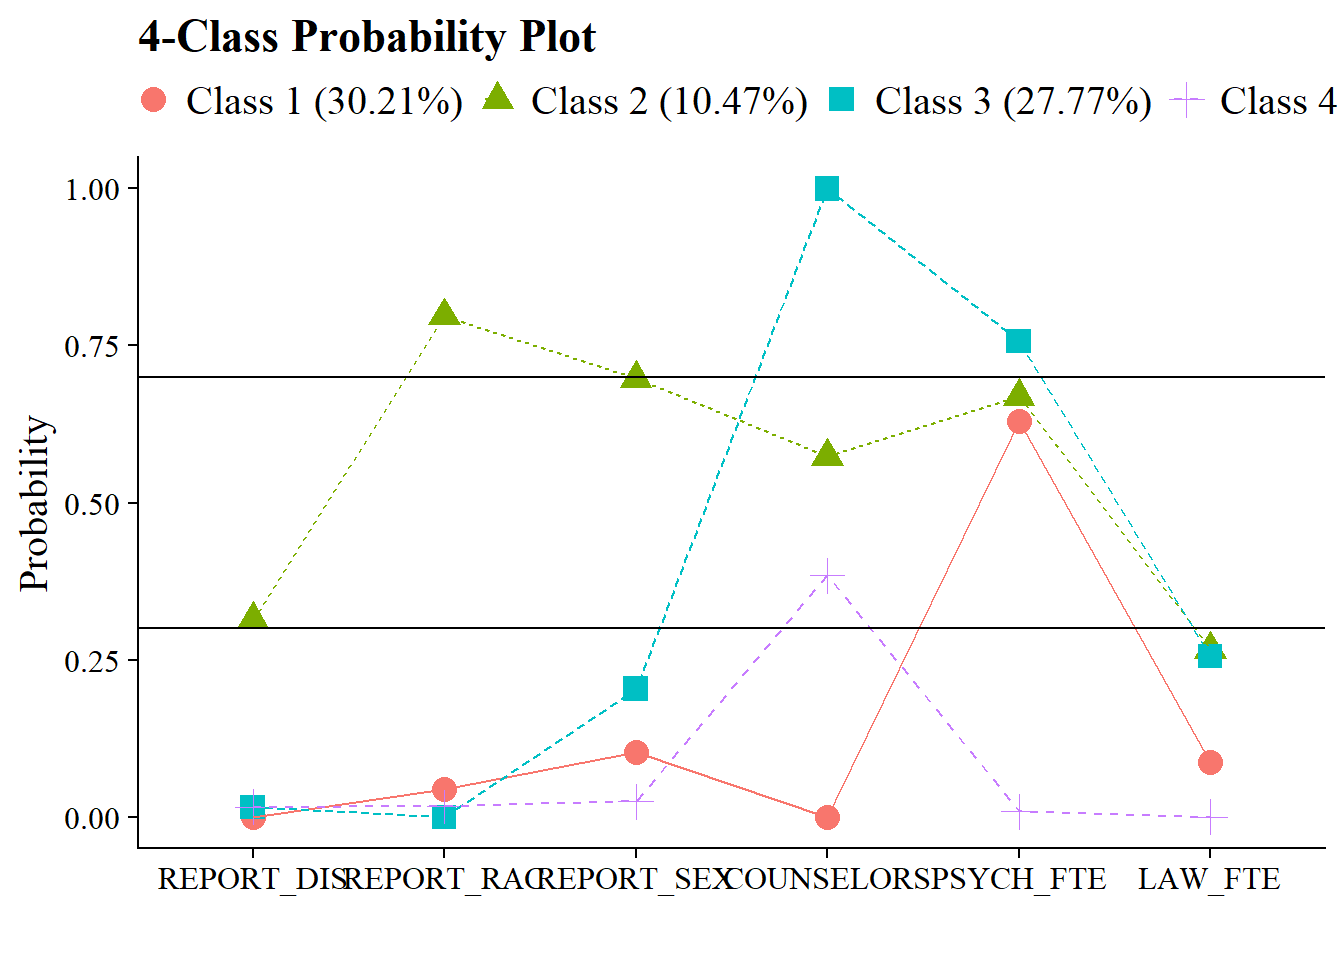 4-Class Probability Plot
Class 1 (30.21%) Class 2 (10.47%) Class 3 (27.77%) Class 4
1.00
0.75
0.50
0.25
0.00
Probability
REPORT_DIS REPORT_RAC REPORT_SEX COUNSELORS PSYCH_FTE LAW_FTE